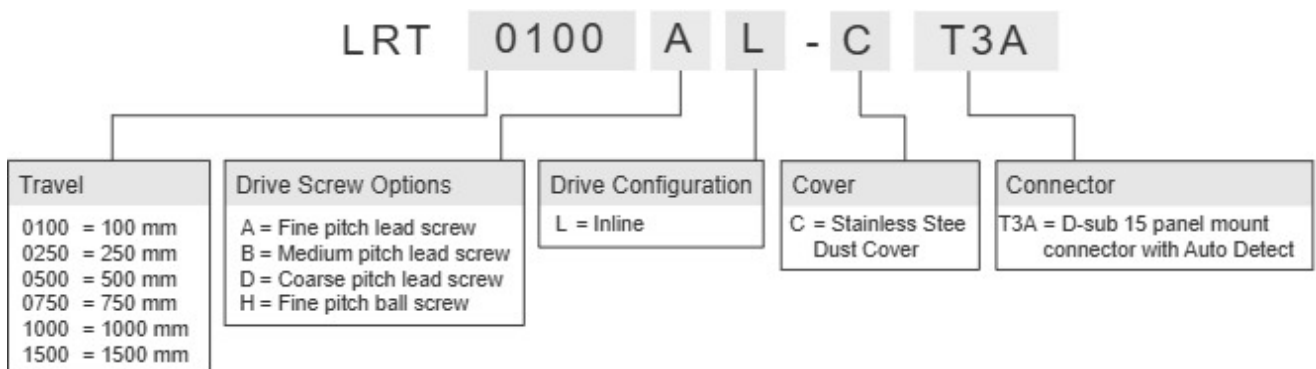 LRT 0100 A L - C T3A
Travel
0100 = 100 mm
0250 = 250 mm
0500 = 500 mm
0750 = 750 mm
1000 = 1000 mm
1500 = 1500 mm
Drive Screw Options
A = Fine pitch lead screw
B = Medium pitch lead screw
D = Coarse pitch lead screw
H = Fine pitch ball screw
Drive Configuration
L = Inline
Cover
C = Stainless Stee
Dust Cover
Connector
T3A = D-sub 15 panel mount
connector with Auto Detect